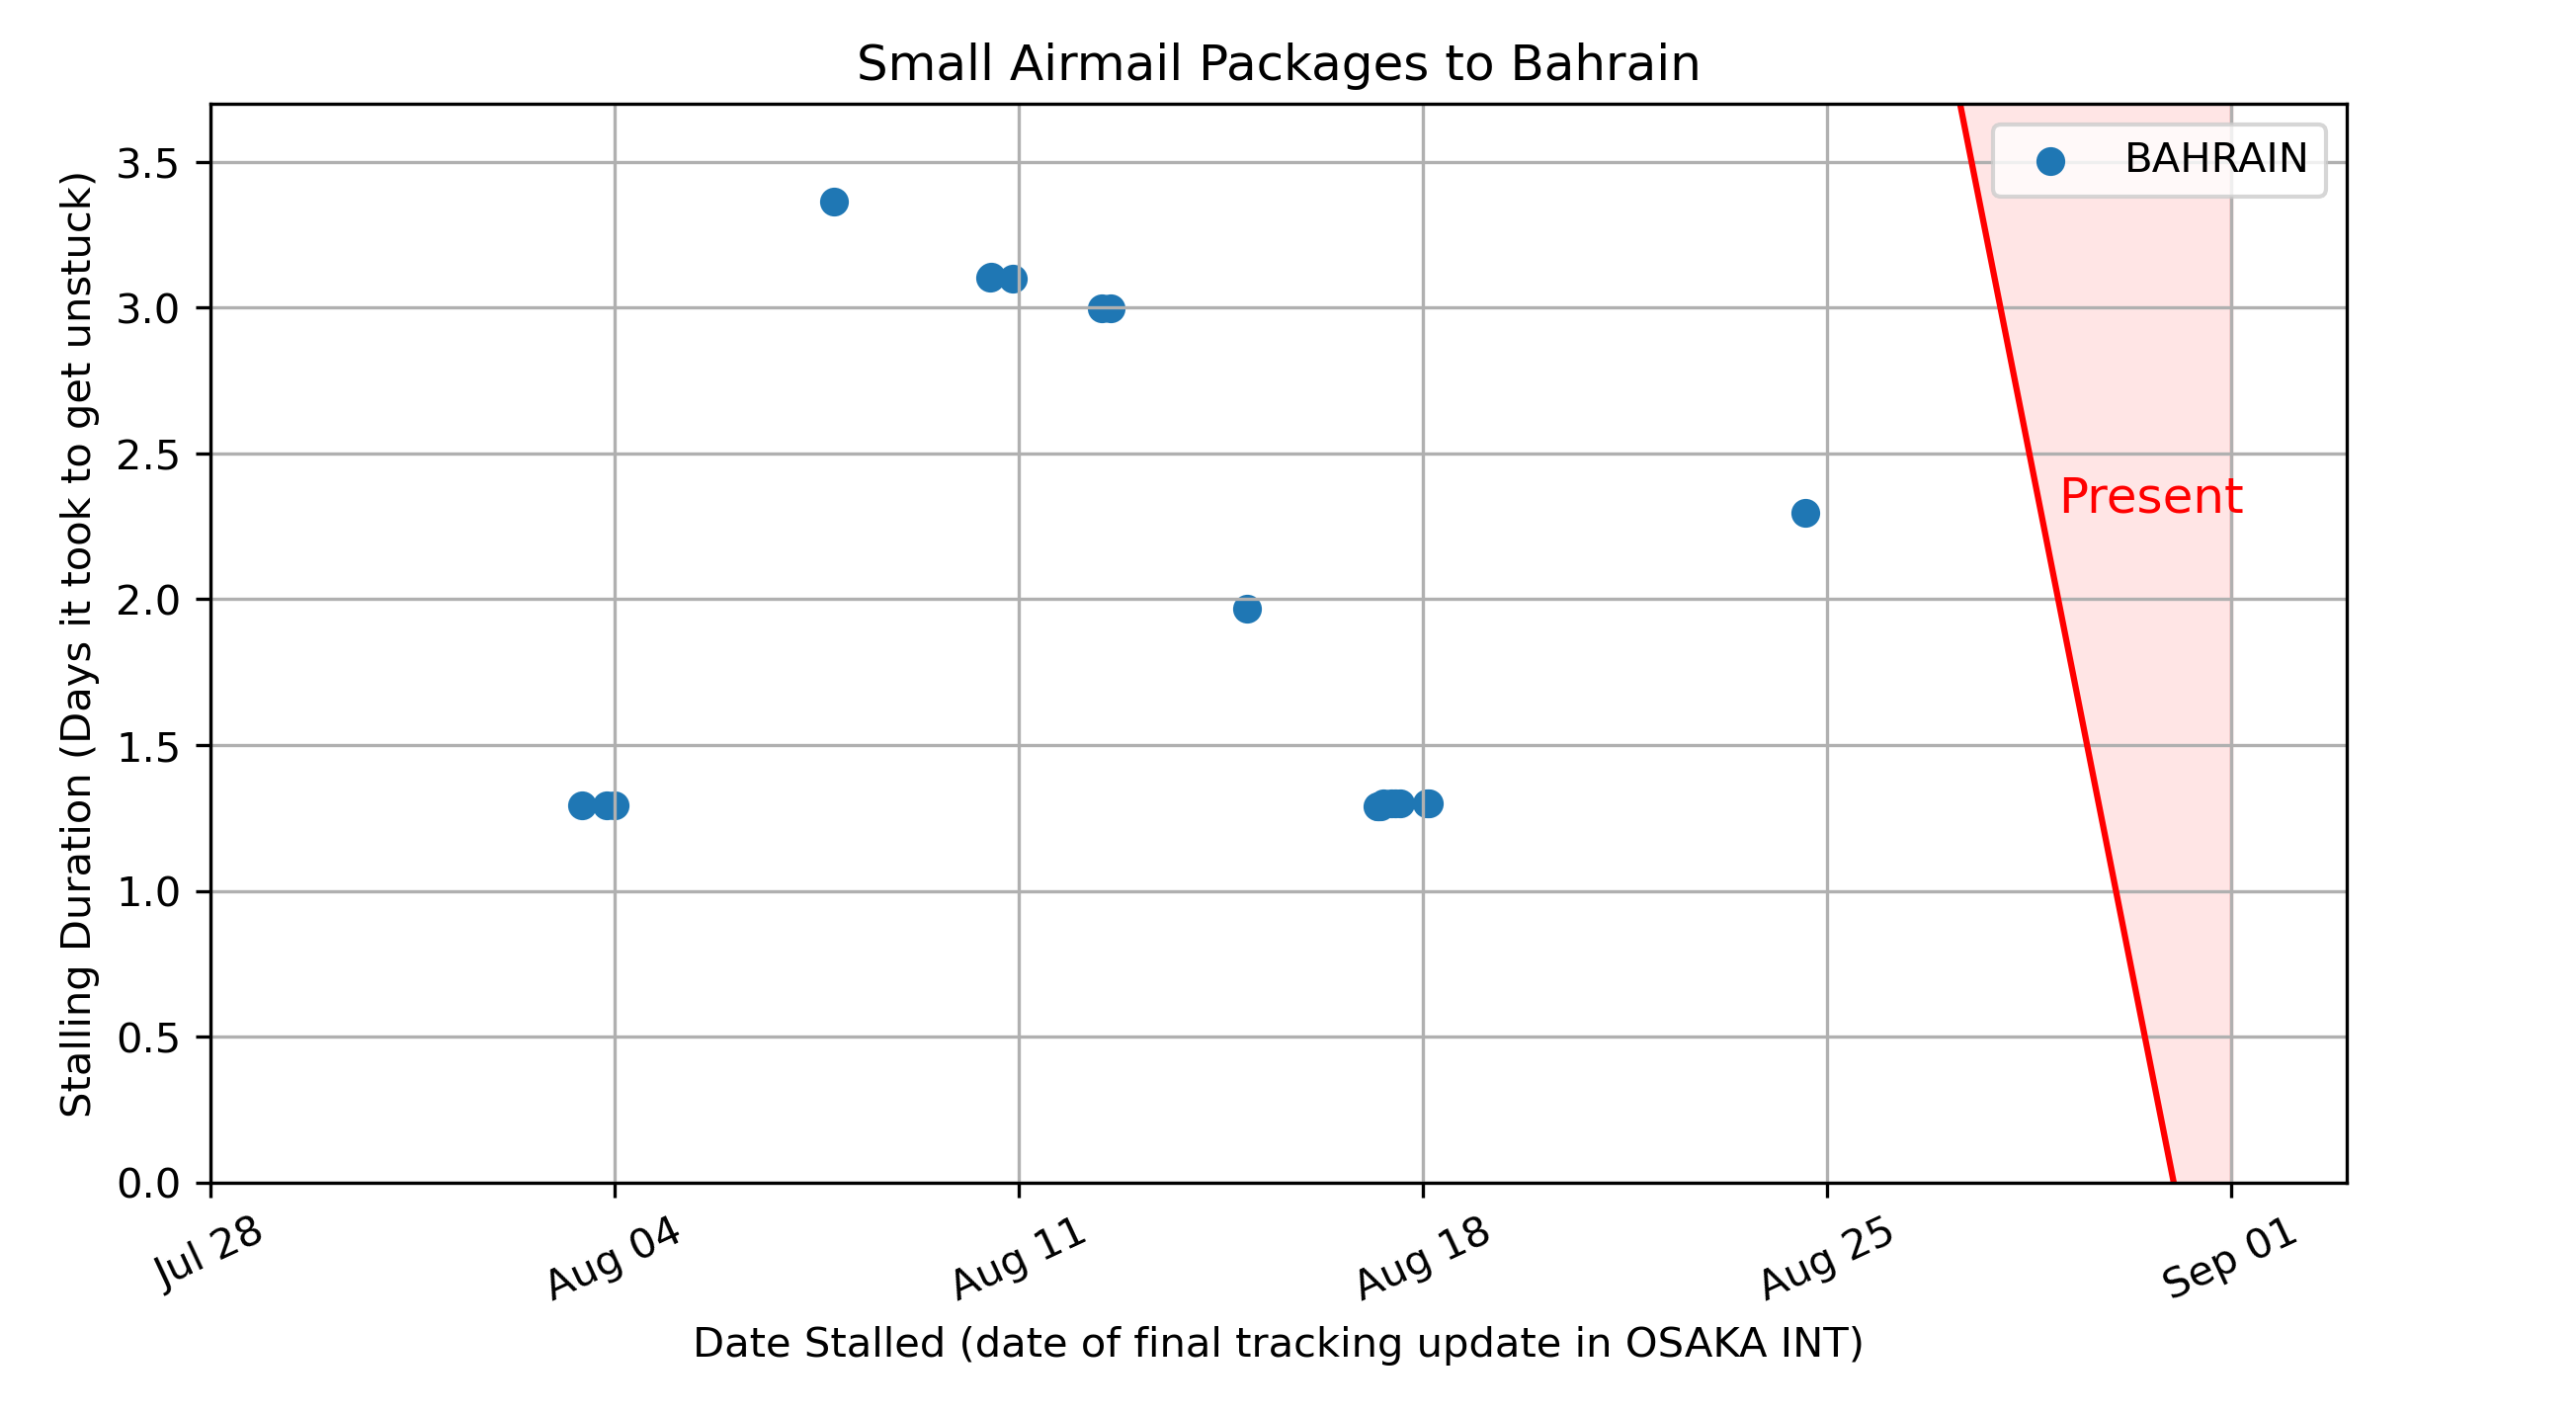 Small Airmail Packages to Bahrain
Stalling Duration (Days it took to get unstuck)
3.5
3.0
2.5
2.0
1.5
1.0
0.5
0.0
BAHRAIN
Present
Jul 28
Aug 04
Aug 11
Aug 18
Aug 25
Sep 01
Date Stalled (date of final tracking update in OSAKA INT)